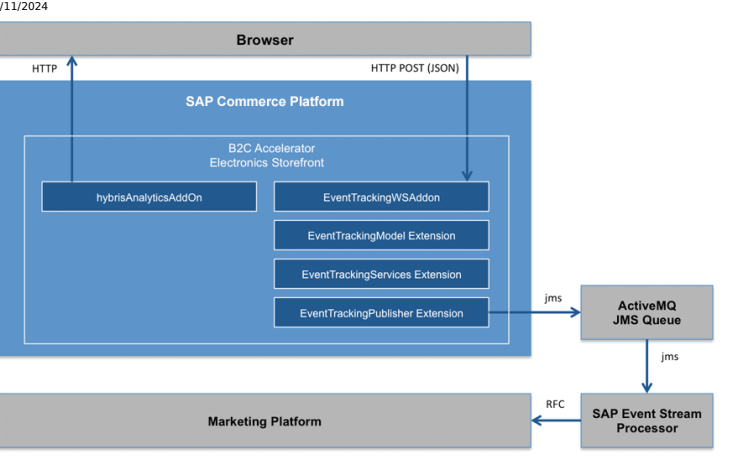 /11/2024
Browser
HTTP
HTTP POST (JSON)
SAP Commerce Platform
B2C Accelerator
Electronics Storefront
hybrisAnalyticsAddOn
EventTrackingWSAddon
EventTrackingModel Extension
EventTrackingServices Extension
EventTrackingPublisher Extension
jms
ActiveMQ
JMS Queue
jms
RFC
SAP Event Stream
Processor
Marketing Platform